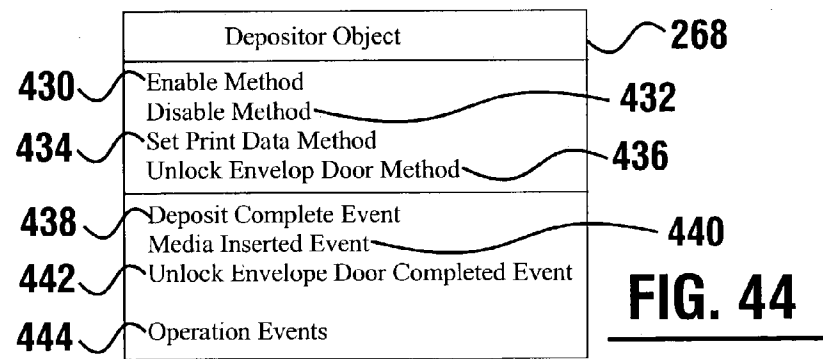 Depositor Object 268
430 Enable Method
Disable Method 432
434 Set Print Data Method
Unlock Envelop Door Method 436
438 Deposit Complete Event
Media Inserted Event 440
442 Unlock Envelope Door Completed Event
444 Operation Events
FIG. 44